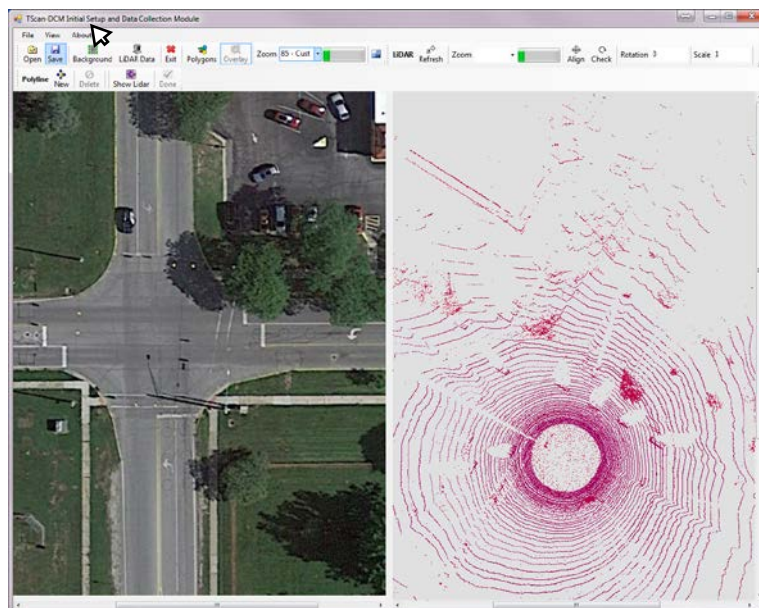 TScan-DCM Initial Setup and Data Collection Module
File View About
Open Save Background LiDAR Data Exit Polygons Overlay Zoom 85 - Cust LiDAR Refresh Zoom Align Check Rotation 3 Scale 1
Polyline New Delete Show Lidar Done